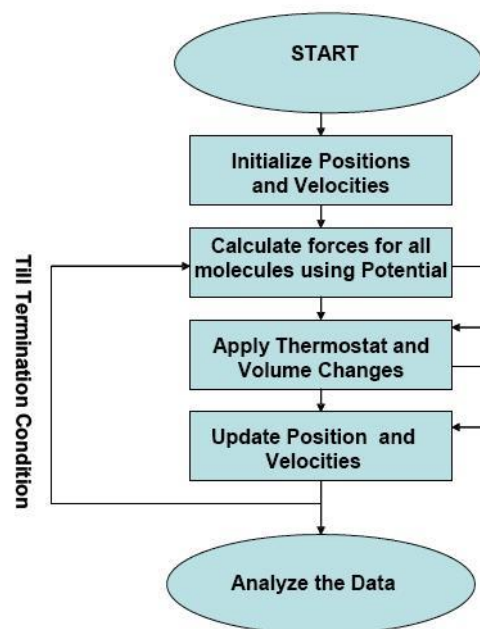 START
Initialize Positions
and Velocities
Calculate forces for all
molecules using Potential
Till Termination Condition
Apply Thermostat and
Volume Changes
Update Position and
Velocities
Analyze the Data